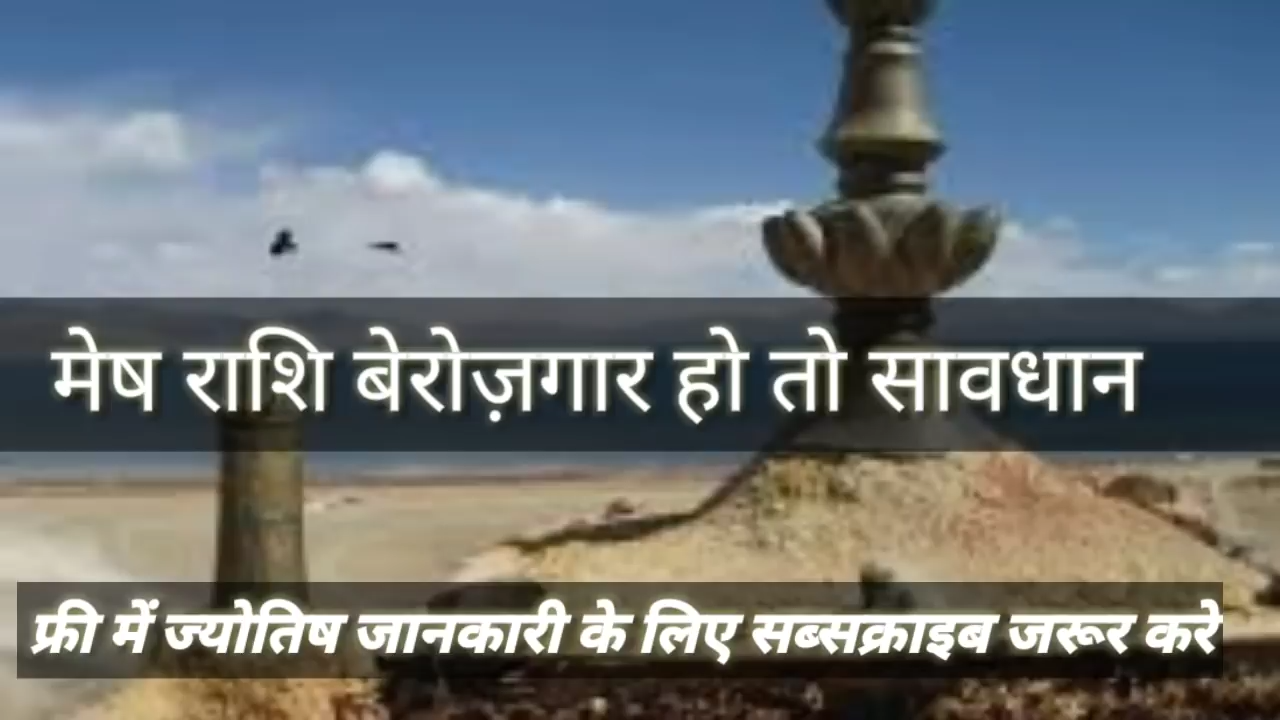 मेष राशि बेरोज़गार हो तो सावधान
फ्री में ज्योतिष जानकारी के लिए सब्सक्राइब जरूर करे